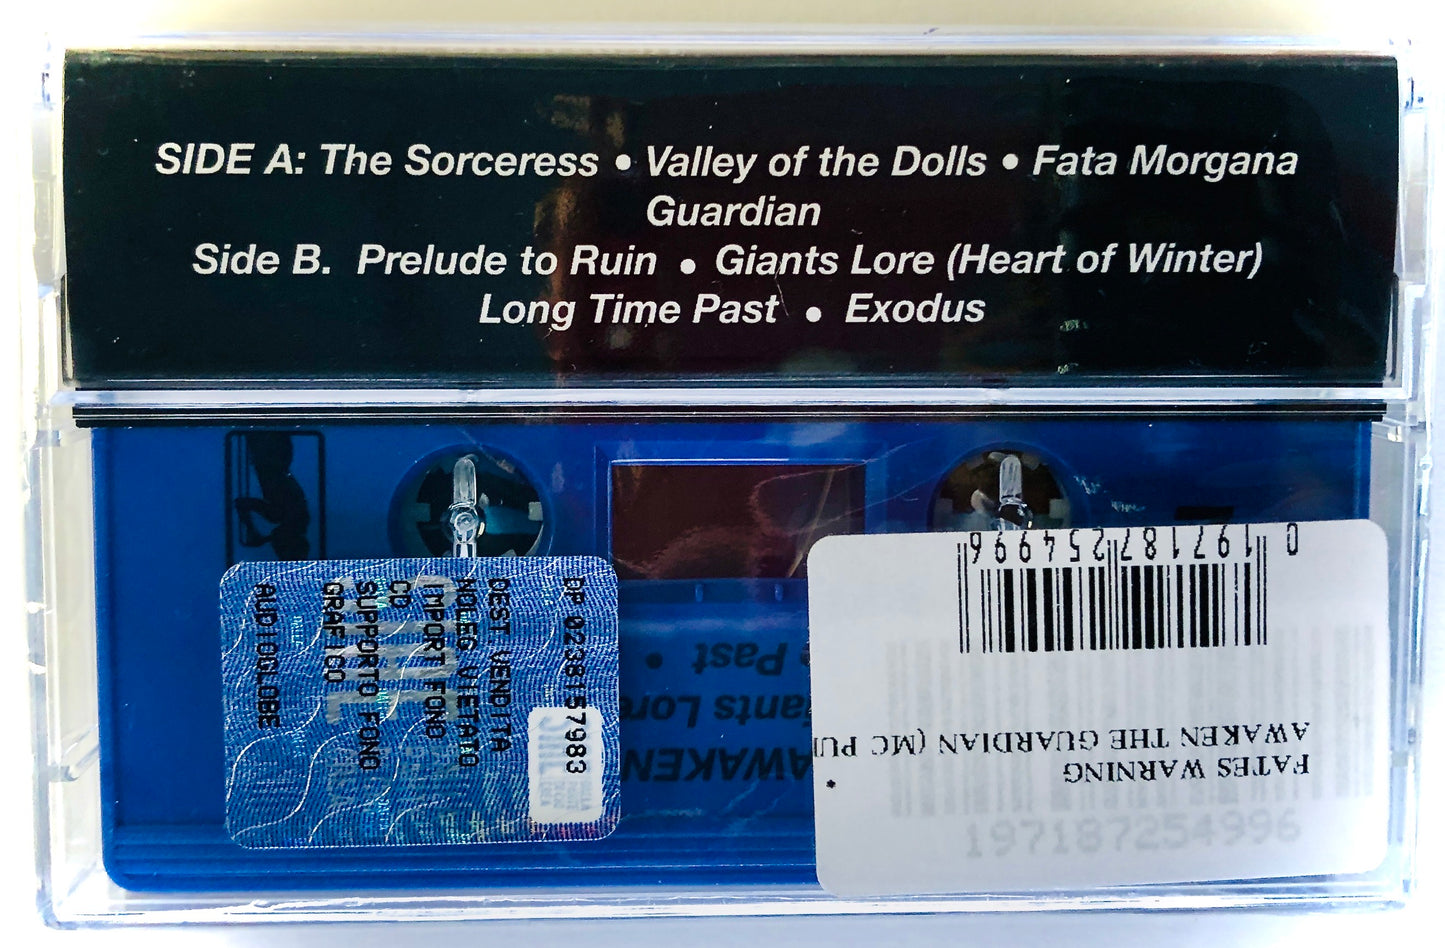 SIDE A: The Sorceress • Valley of the Dolls • Fata Morgana
Guardian
Side B. Prelude to Ruin • Giants Lore (Heart of Winter)
Long Time Past • Exodus
DP 0238157983
DEST VENDITA
NOLEG VIETATO
IMPORT FONO
CD
SUPPORTO FONO
GRAFICO
AUDIOGLOBE
AWAKEN
Past •
FATES WARNING
AWAKEN THE GUARDIAN (MC PU
*
0 197187 254996
197187254996